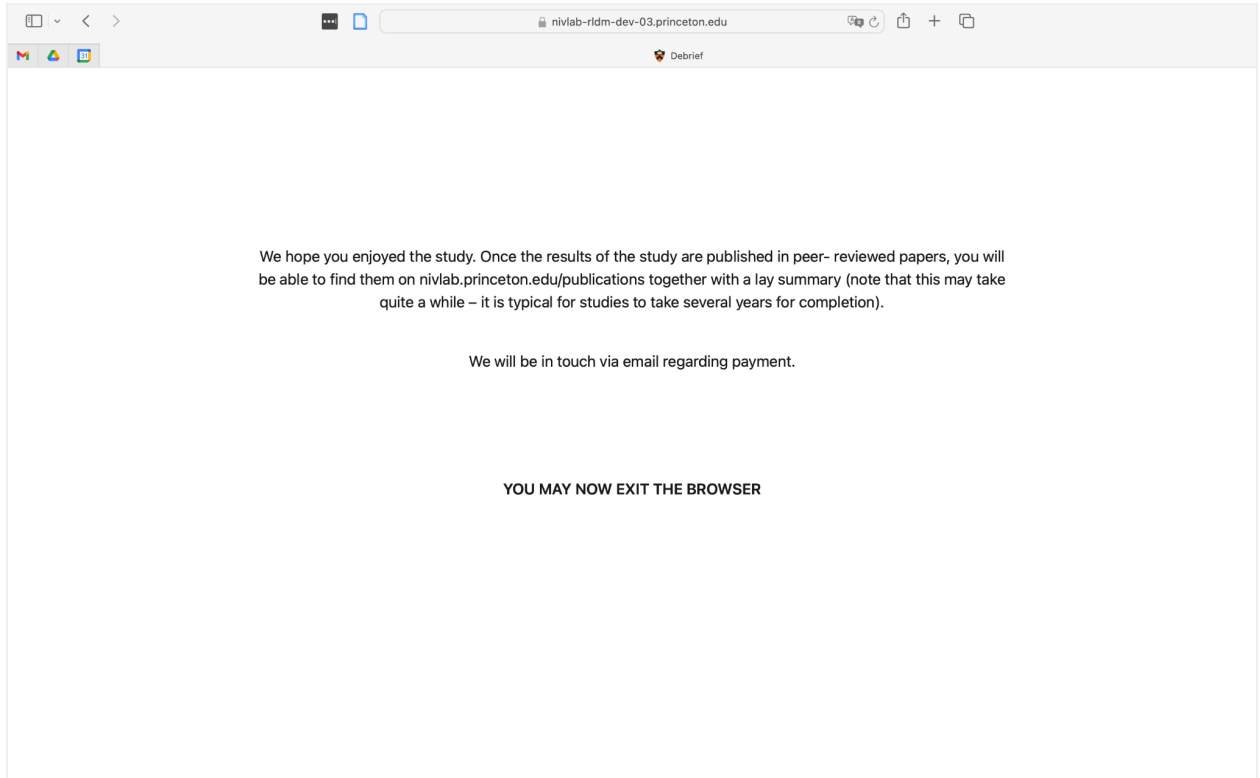 nivlab-rldm-dev-03.princeton.edu
31
Debrief
We hope you enjoyed the study. Once the results of the study are published in peer- reviewed papers, you will
be able to find them on nivlab.princeton.edu/publications together with a lay summary (note that this may take
quite a while – it is typical for studies to take several years for completion).
We will be in touch via email regarding payment.
YOU MAY NOW EXIT THE BROWSER